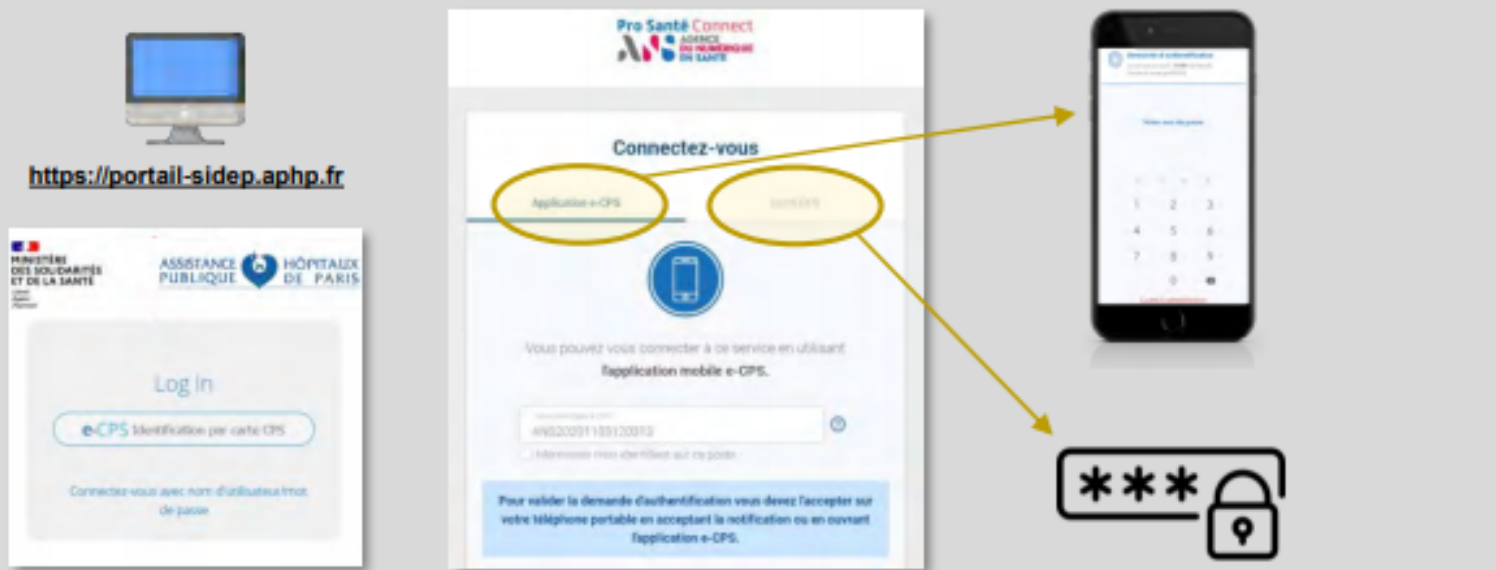 https://portail-sidep.aphp.fr
MINISTÈRE
DES SOLIDARITÉS
ET DE LA SANTÉ
ASSISTANCE HÔPITAUX
PUBLIQUE DE PARIS
Log in
e-CPS Identification par carte CPS
Connectez-vous avec nom d'utilisateur/mot
de passe
Pro Santé Connect
ANS AGENCE
DU NUMÉRIQUE
EN SANTÉ
Connectez-vous
Application e-CPS
Vous pouvez vous connecter à ce service en utilisant
l'application mobile e-CPS.
Mémoriser mon identifiant sur ce poste
Pour valider la demande d'authentification vous devez l'accepter sur
votre téléphone portable en acceptant la notification ou en ouvrant
l'application e-CPS.
Demande d'authentification
1 2 3
4 5 6
7 8 9
0
***